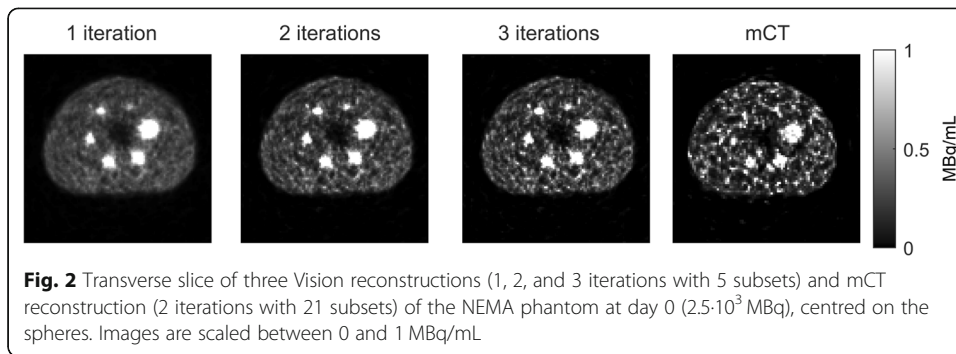 1 iteration 2 iterations 3 iterations mCT
1
0.5
0
MBq/mL
Fig. 2 Transverse slice of three Vision reconstructions (1, 2, and 3 iterations with 5 subsets) and mCT
reconstruction (2 iterations with 21 subsets) of the NEMA phantom at day 0 (2.5·10³ MBq), centred on the
spheres. Images are scaled between 0 and 1 MBq/mL